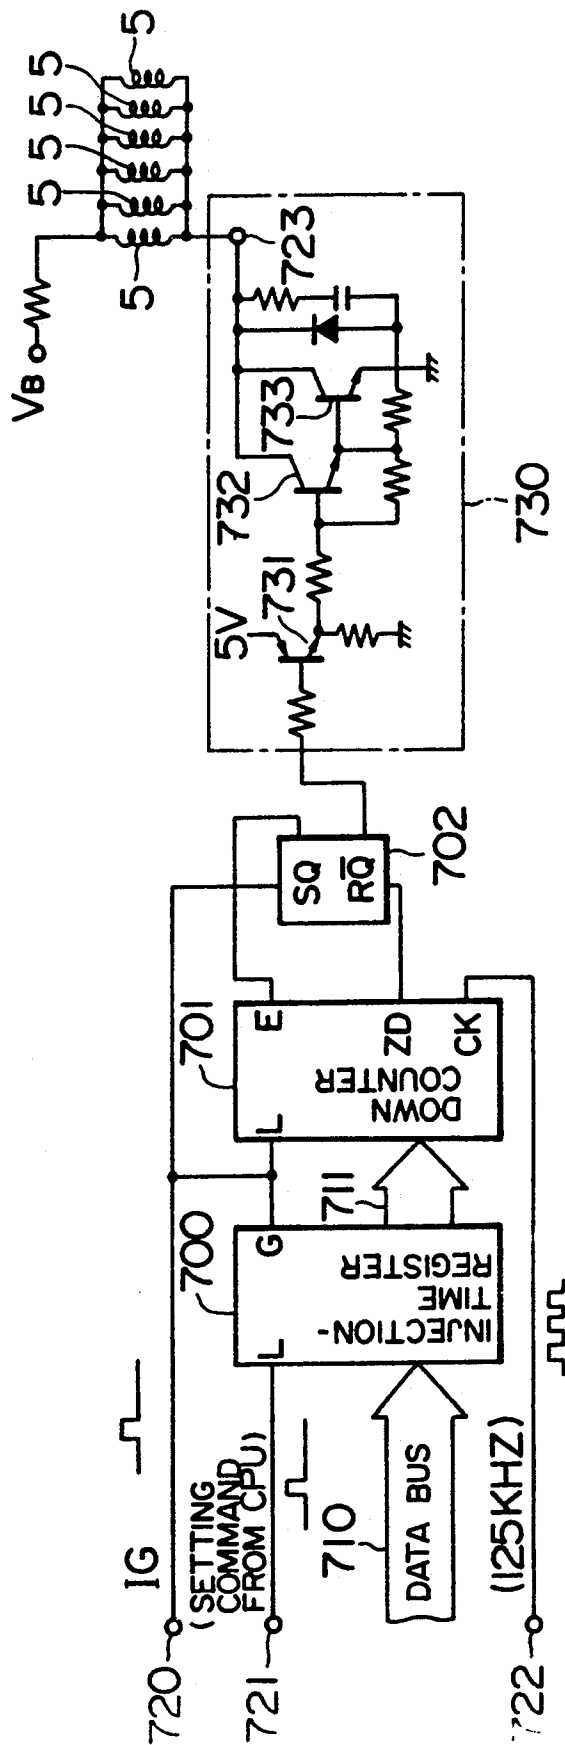 IG
720
(SETTING
COMMAND
FROM CPU)
721
710
DATA BUS
(125KHZ)
722
700
L
G
INJECTION-
TIME
REGISTER
711
701
L
E
DOWN
COUNTER
ZD
CK
SQ
RQ̅
702
5V
731
732
733
723
730
VB
5
5
5
5
5
5